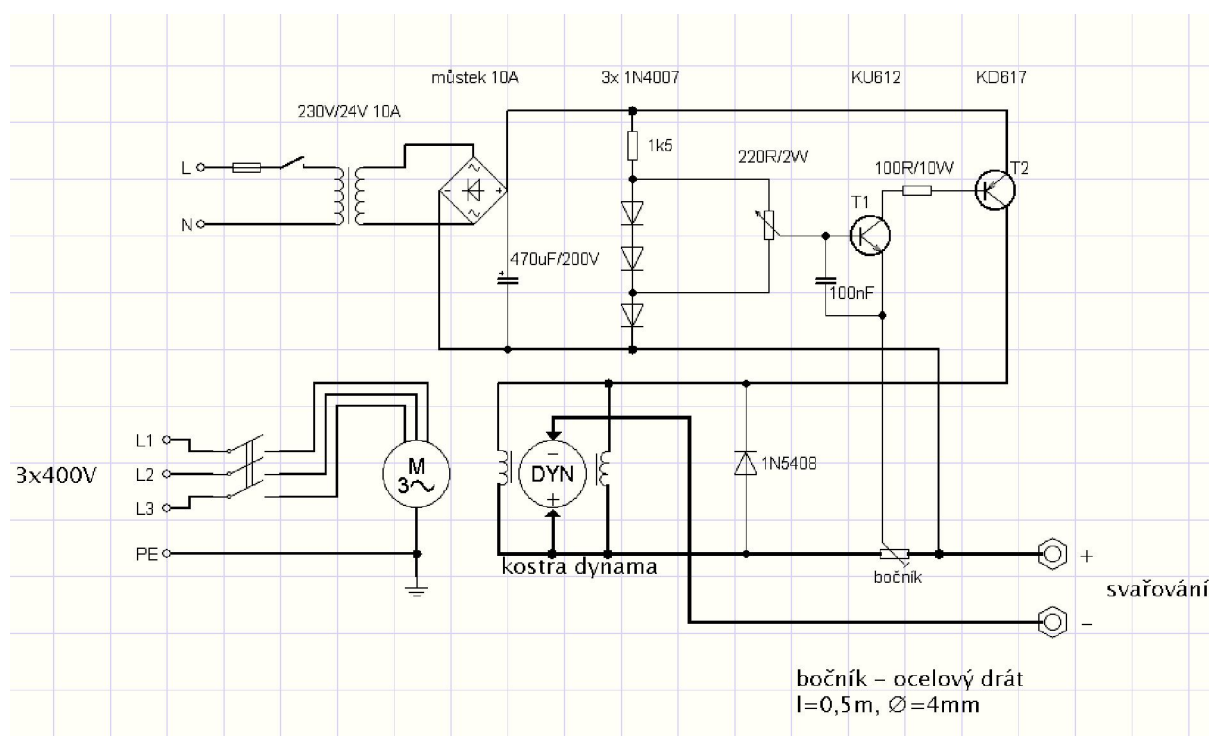 můstek 10A
3x 1N4007
KU612
KD617
230V/24V 10A
1k5
220R/2W
100R/10W
T2
L
T1
N
- + ~ ~
470uF/200V
+
100nF
L1
3x400V
L2
L3
M
3~
-
DYN
+
1N5408
PE
kostra dynama
bočník
+
svařování
-
bočník – ocelový drát
l=0,5m, Ø=4mm